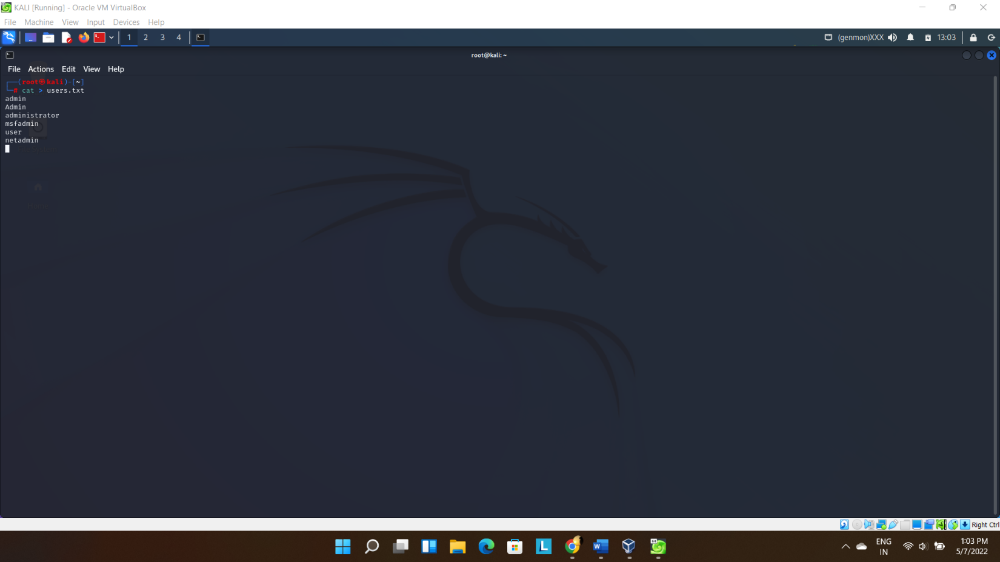 KALI [Running] - Oracle VM VirtualBox
File Machine View Input Devices Help
1 2 3 4 (genmon)XXX 13:03
root@kali: ~
File Actions Edit View Help
┌──(root㉿kali)-[~]
└─# cat > users.txt
admin
Admin
administrator
msfadmin
user
netadmin
Home
Right Ctrl
ENG
IN
1:03 PM
5/7/2022